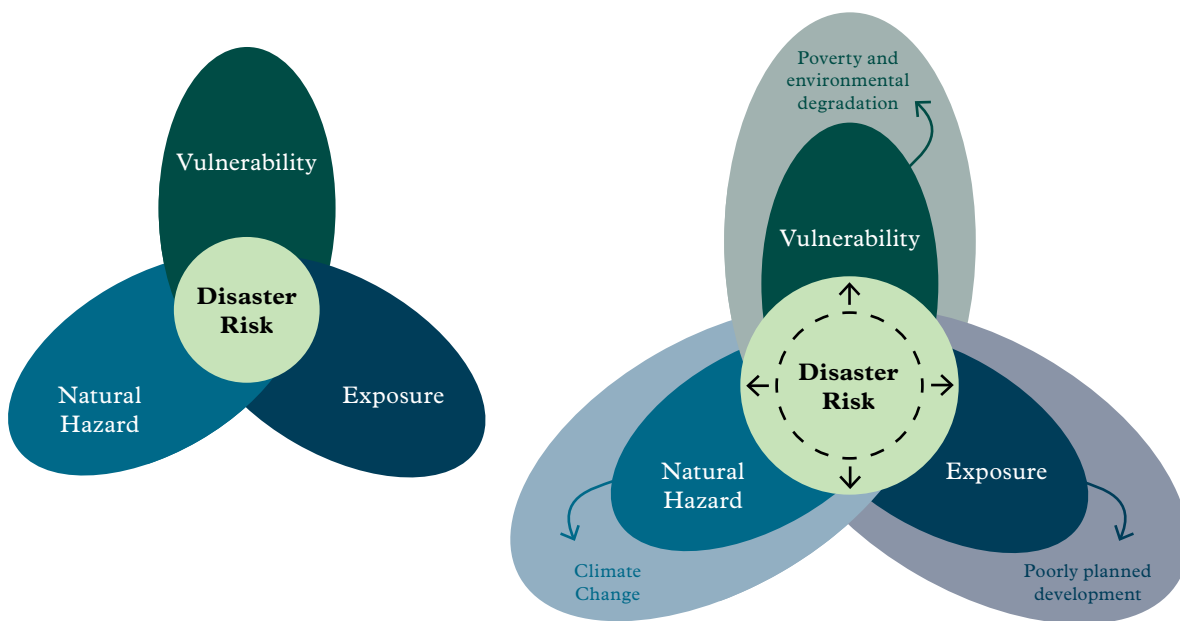 Vulnerability
Disaster
Risk
Natural
Hazard
Exposure
Poverty and
environmental
degradation
Vulnerability
Disaster
Risk
Natural
Hazard
Exposure
Climate
Change
Poorly planned
development